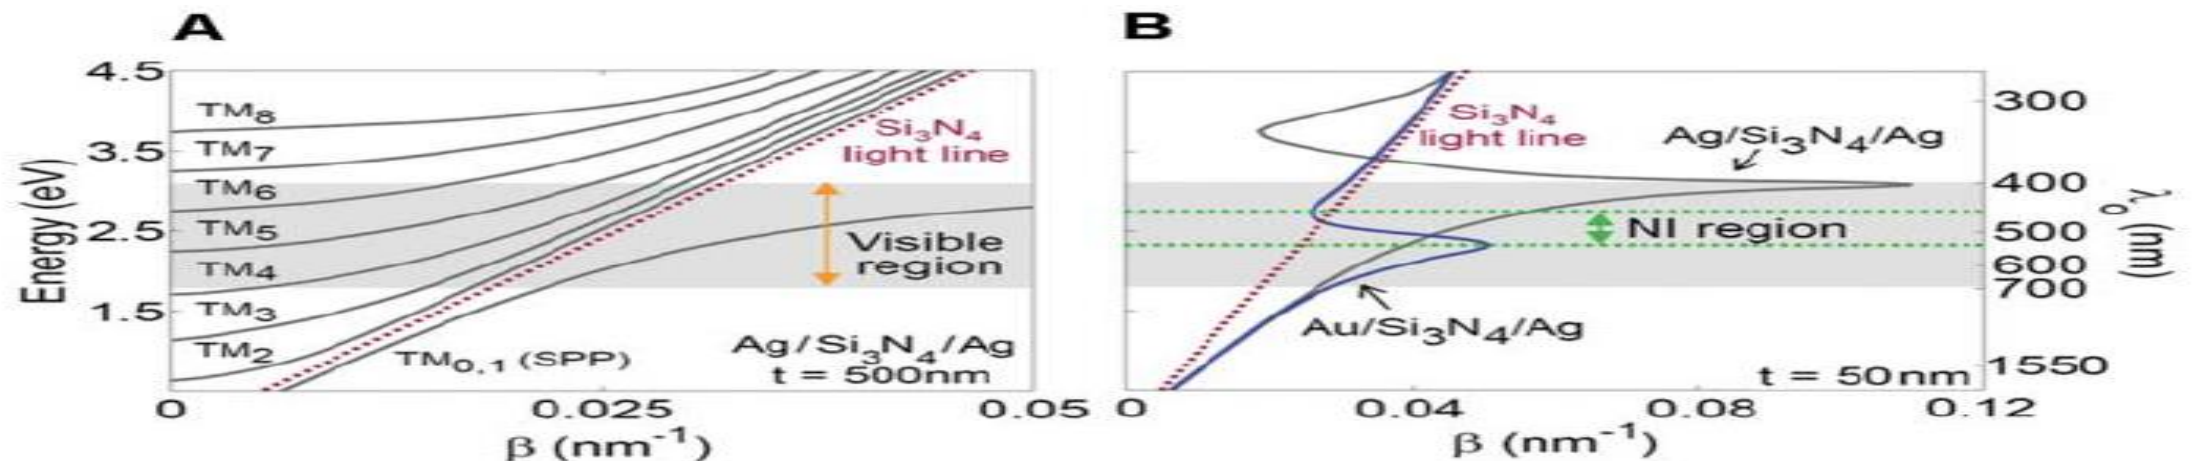 A
4.5
3.5
2.5
1.5
Energy (eV)
TM8
TM7
TM6
TM5
TM4
TM3
TM2
TM0,1 (SPP)
Si3N4
light line
Visible
region
Ag/Si3N4/Ag
t = 500nm
0
0.025
0.05
β (nm-1)
B
Si3N4
light line
Ag/Si3N4/Ag
NI region
Au/Si3N4/Ag
t = 50nm
300
400
500
600
700
1550
λo (nm)
0
0.04
0.08
0.12
β (nm-1)